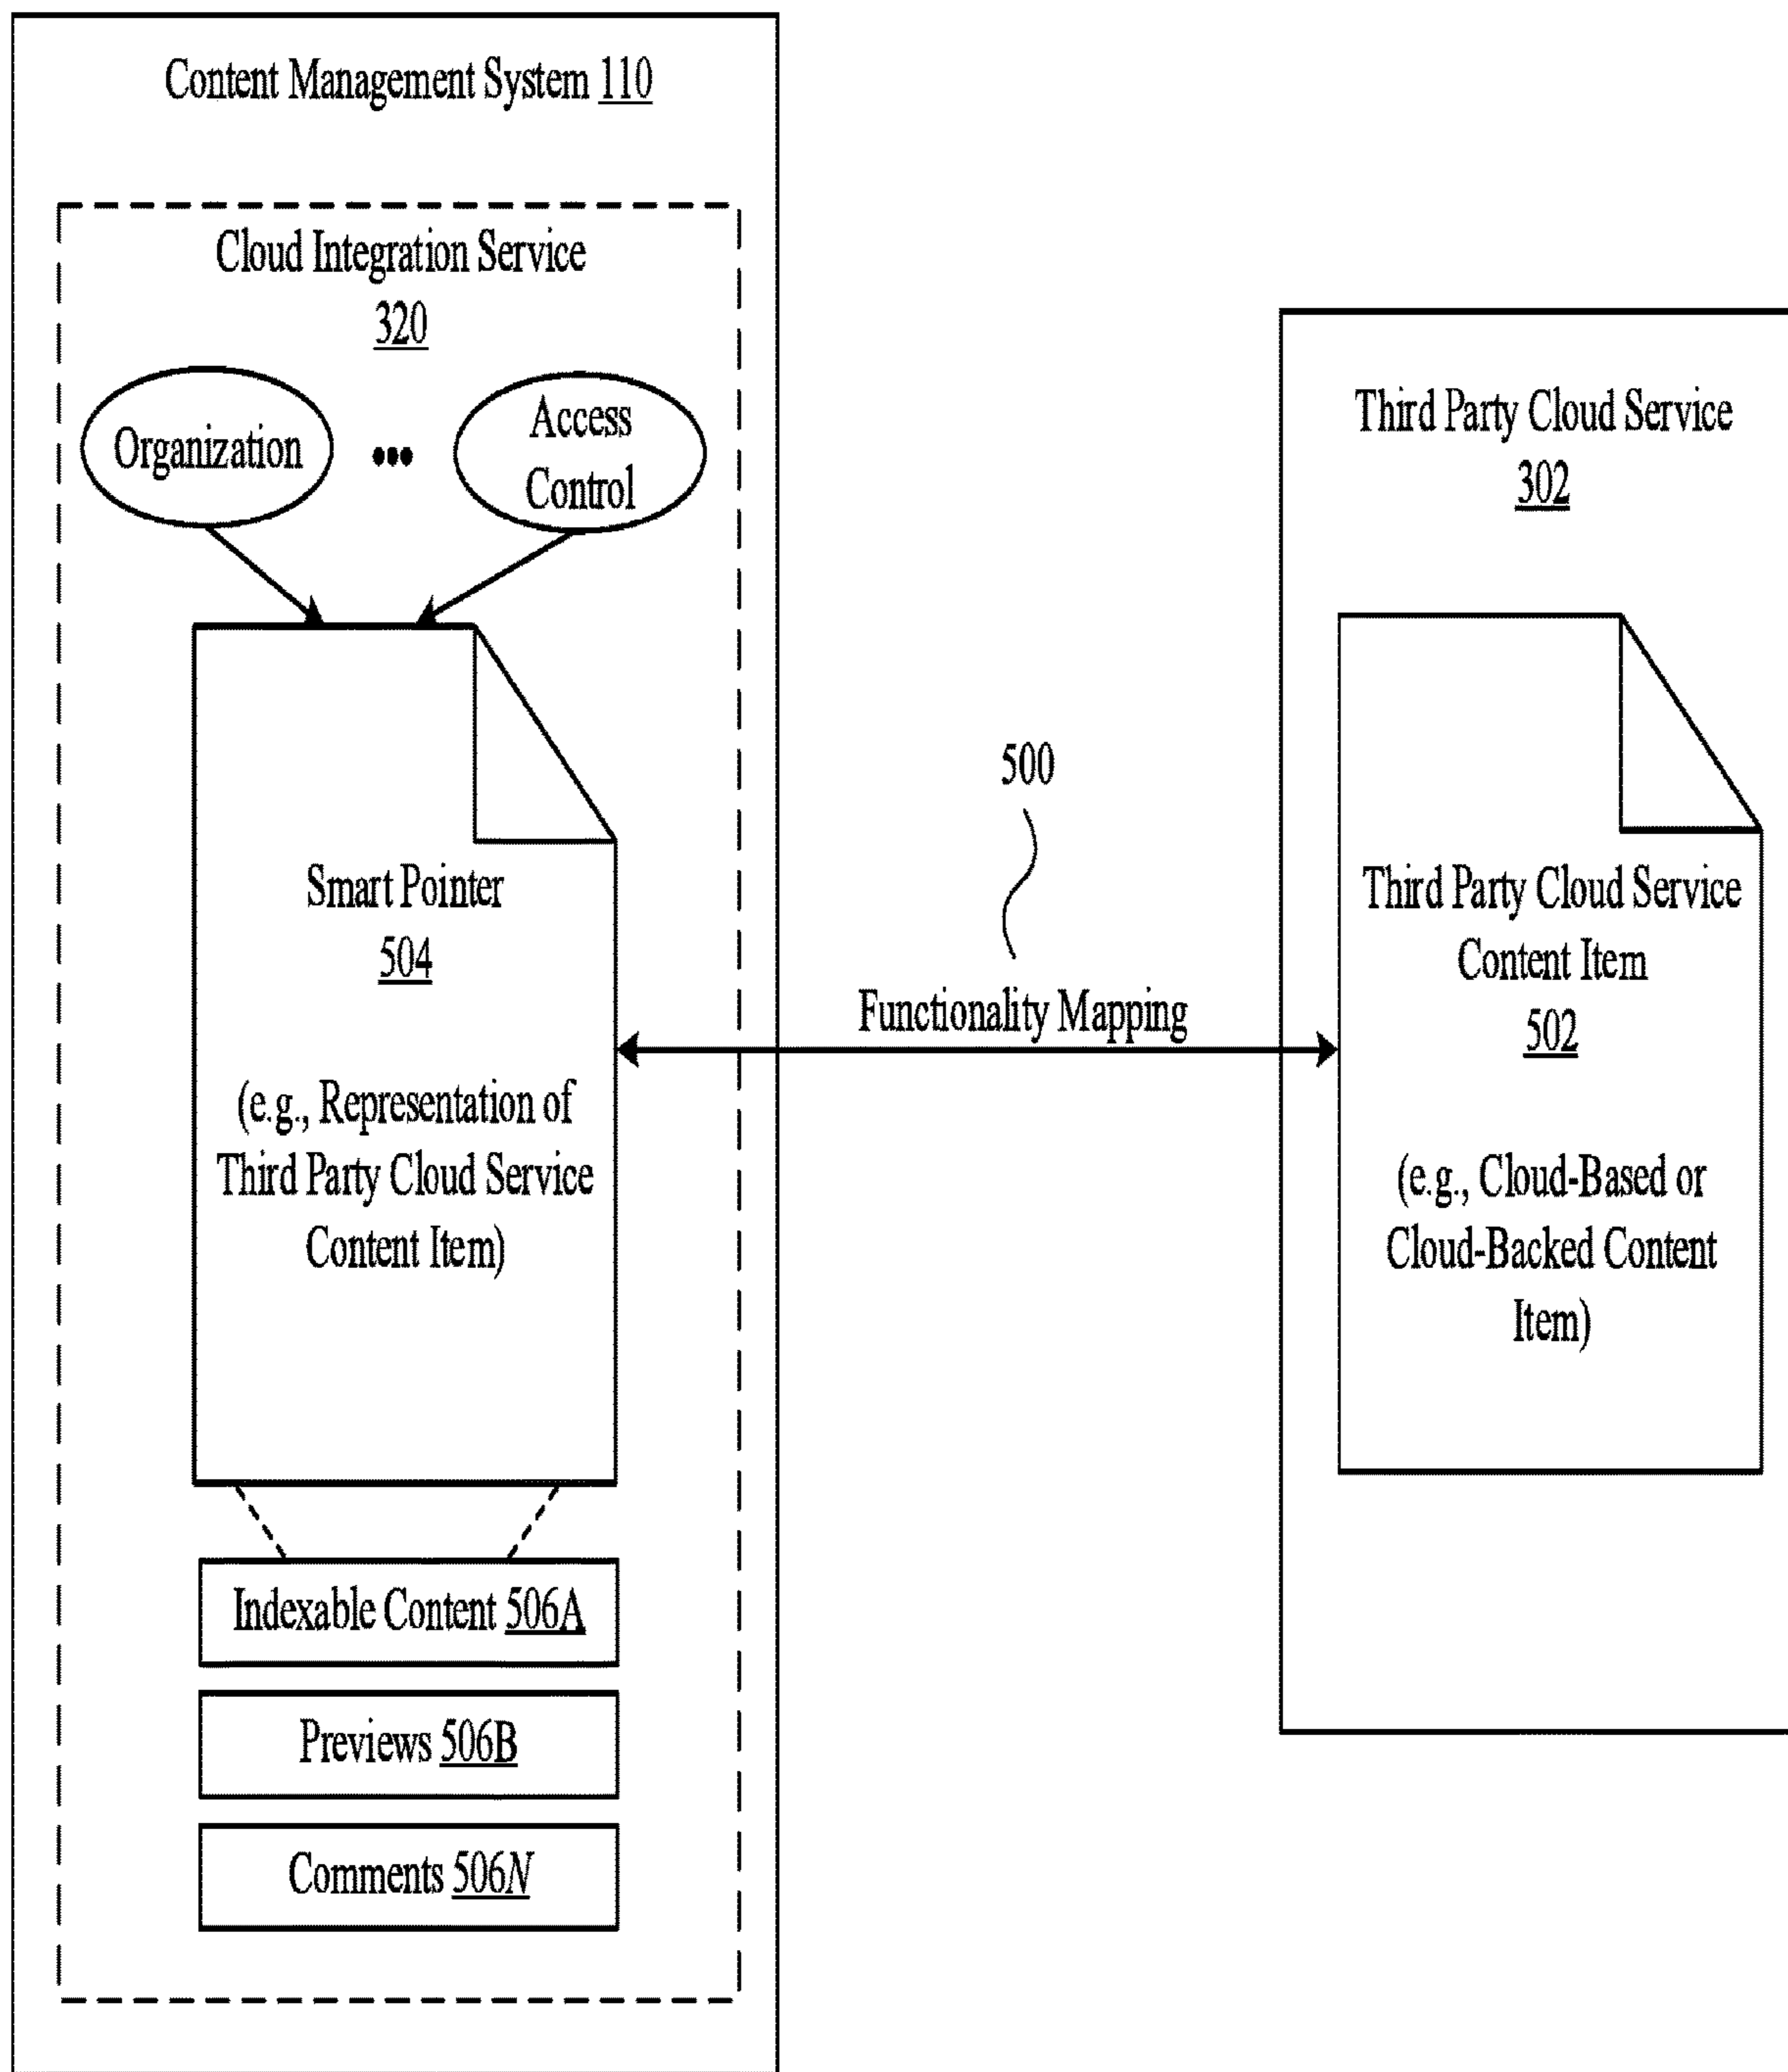 Content Management System 110
Cloud Integration Service
320
Organization
•••
Access
Control
Smart Pointer
504
(e.g., Representation of
Third Party Cloud Service
Content Item)
Indexable Content 506A
Previews 506B
Comments 506N
500
Functionality Mapping
Third Party Cloud Service
302
Third Party Cloud Service
Content Item
502
(e.g., Cloud-Based or
Cloud-Backed Content
Item)